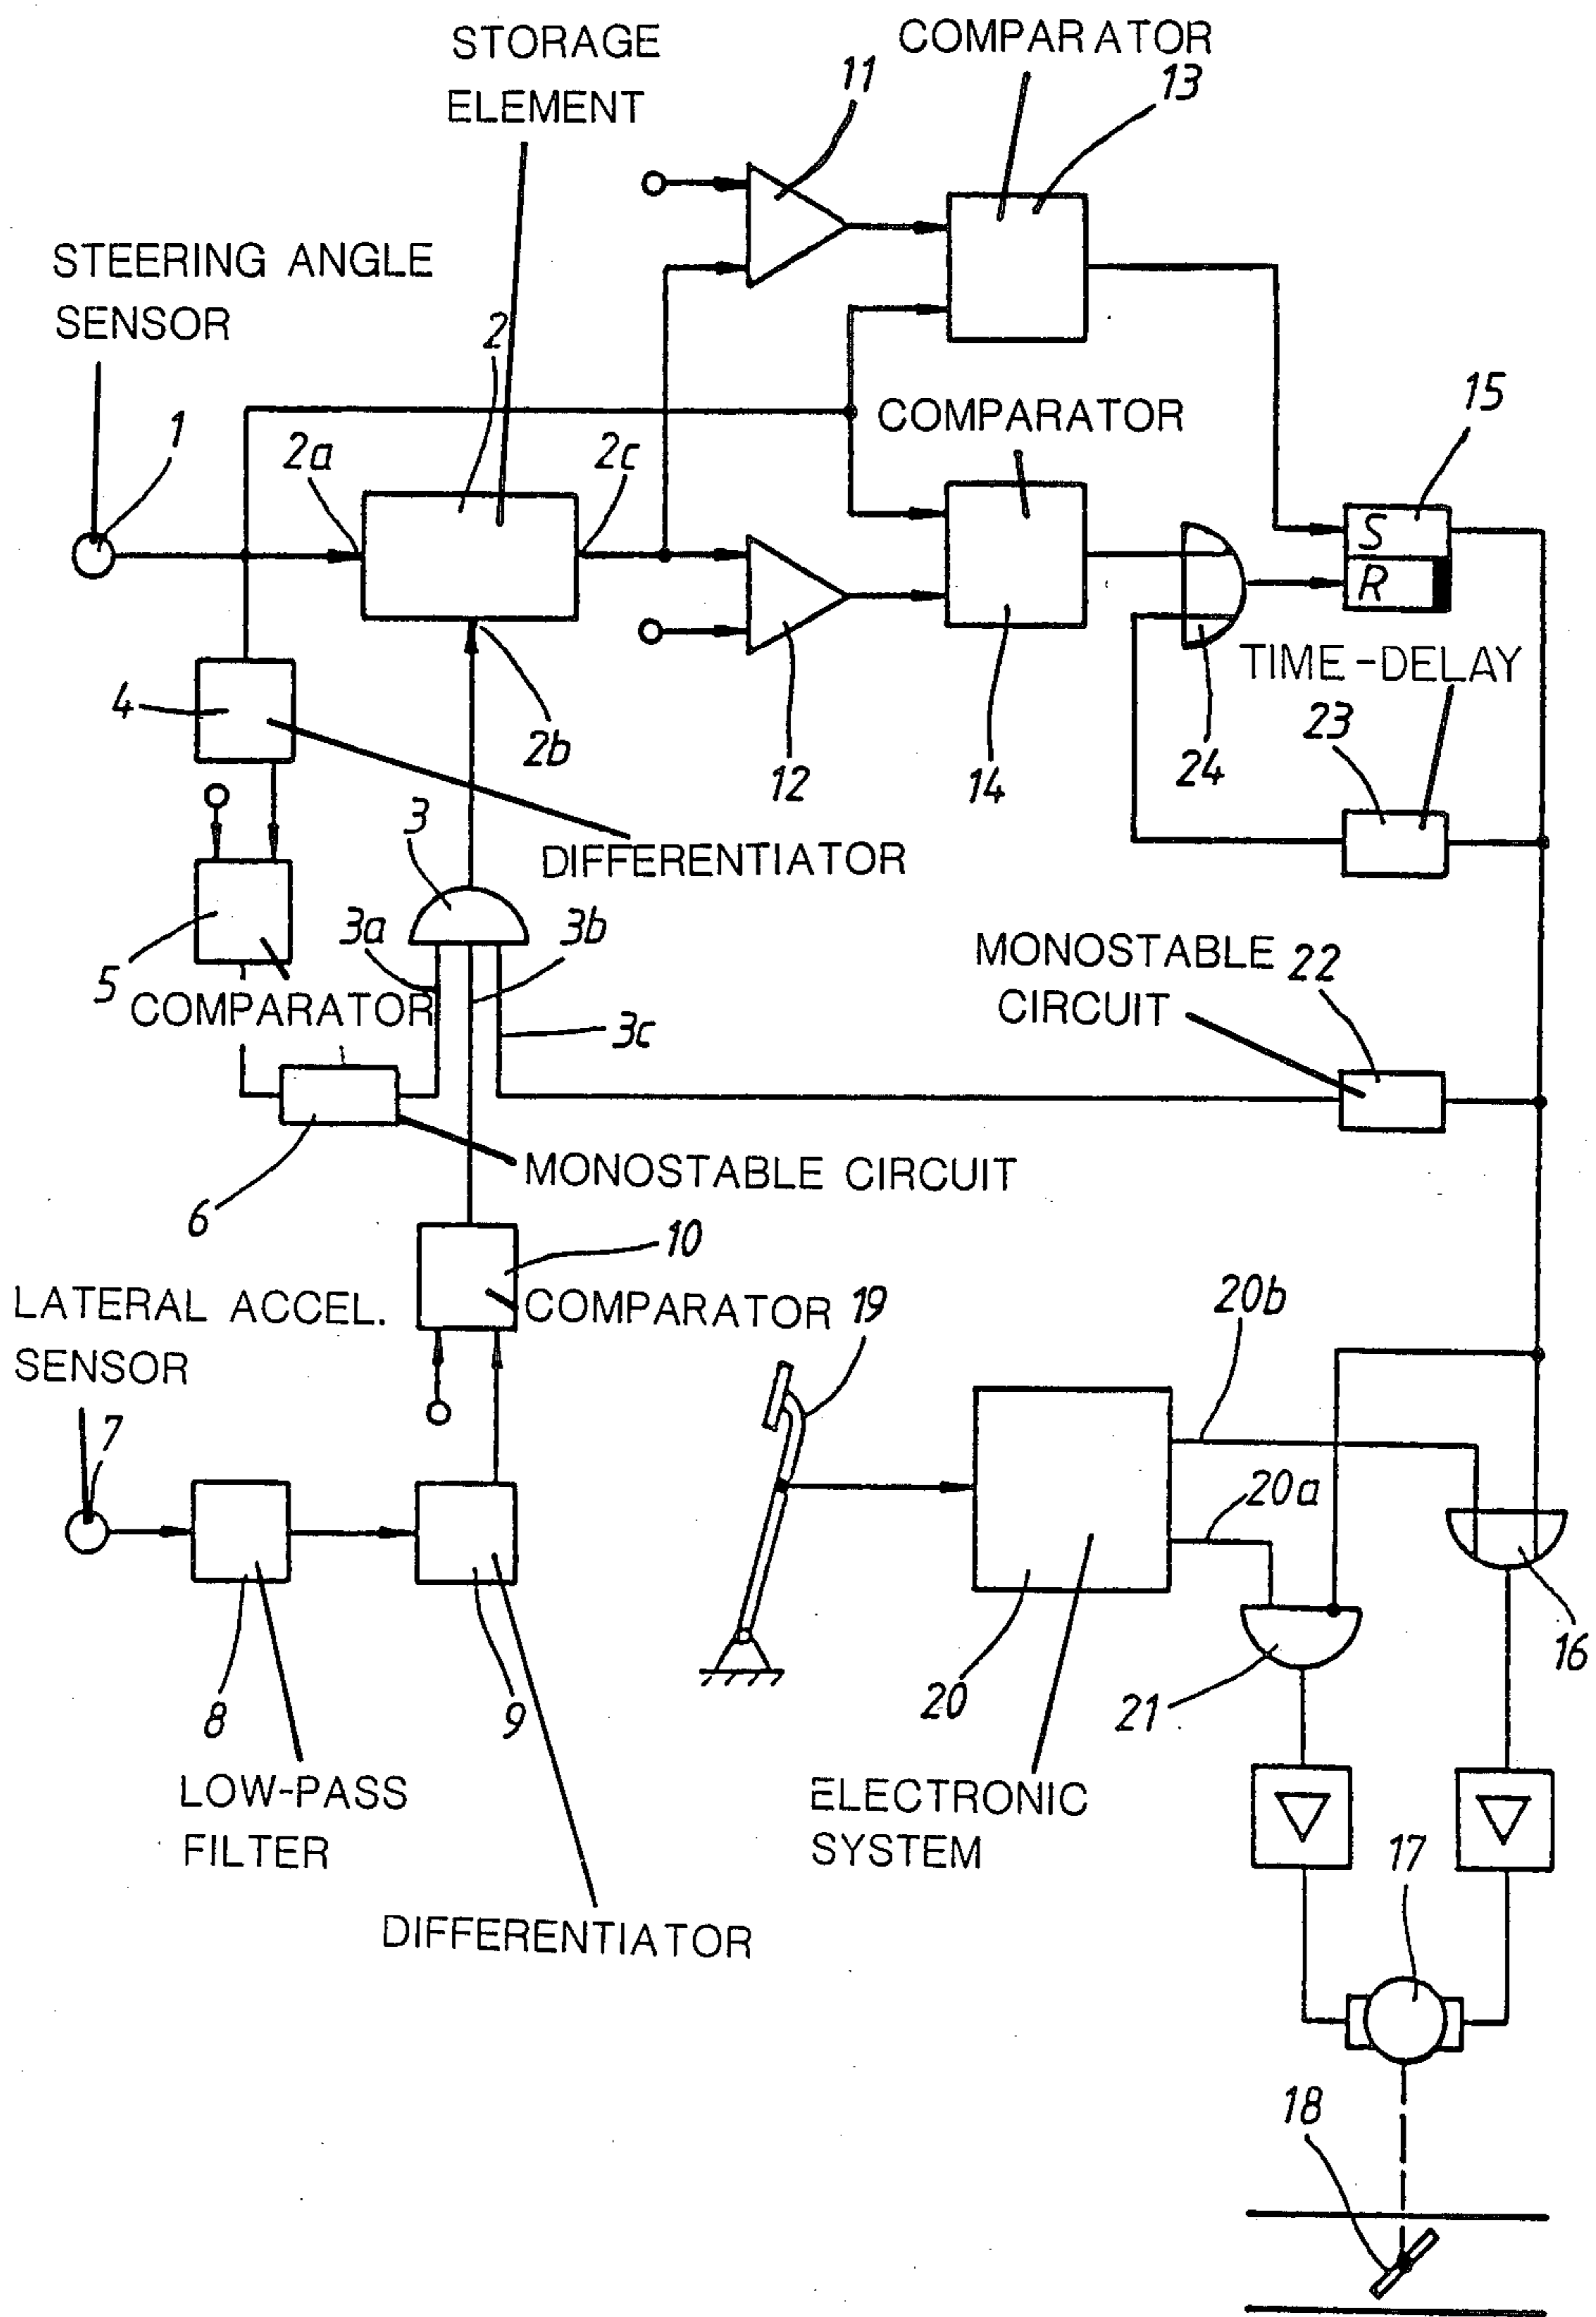 STORAGE
ELEMENT
COMPARATOR
11
13
STEERING ANGLE
SENSOR
2
1
2a
2c
COMPARATOR
15
S
R
4
2b
12
14
24
TIME-DELAY
23
3
DIFFERENTIATOR
5
3a
3b
COMPARATOR
3c
MONOSTABLE
CIRCUIT
22
6
MONOSTABLE CIRCUIT
10
LATERAL ACCEL.
SENSOR
COMPARATOR
19
20b
7
20a
8
9
20
21
16
LOW-PASS
FILTER
ELECTRONIC
SYSTEM
17
DIFFERENTIATOR
18